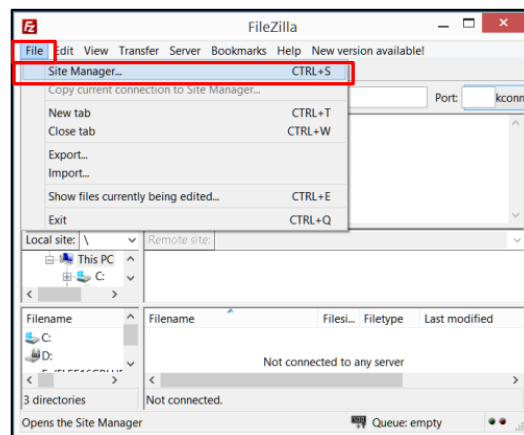 FileZilla
File Edit View Transfer Server Bookmarks Help New version available!
Site Manager... CTRL+S
Copy current connection to Site Manager...
Port:
New tab CTRL+T
Close tab CTRL+W
Export...
Import...
Show files currently being edited... CTRL+E
Exit CTRL+Q
Local site: \ Remote site:
This PC
C:
Filename Filename Filesi... Filetype Last modified
C:
D:
Not connected to any server
3 directories Not connected.
Opens the Site Manager Queue: empty